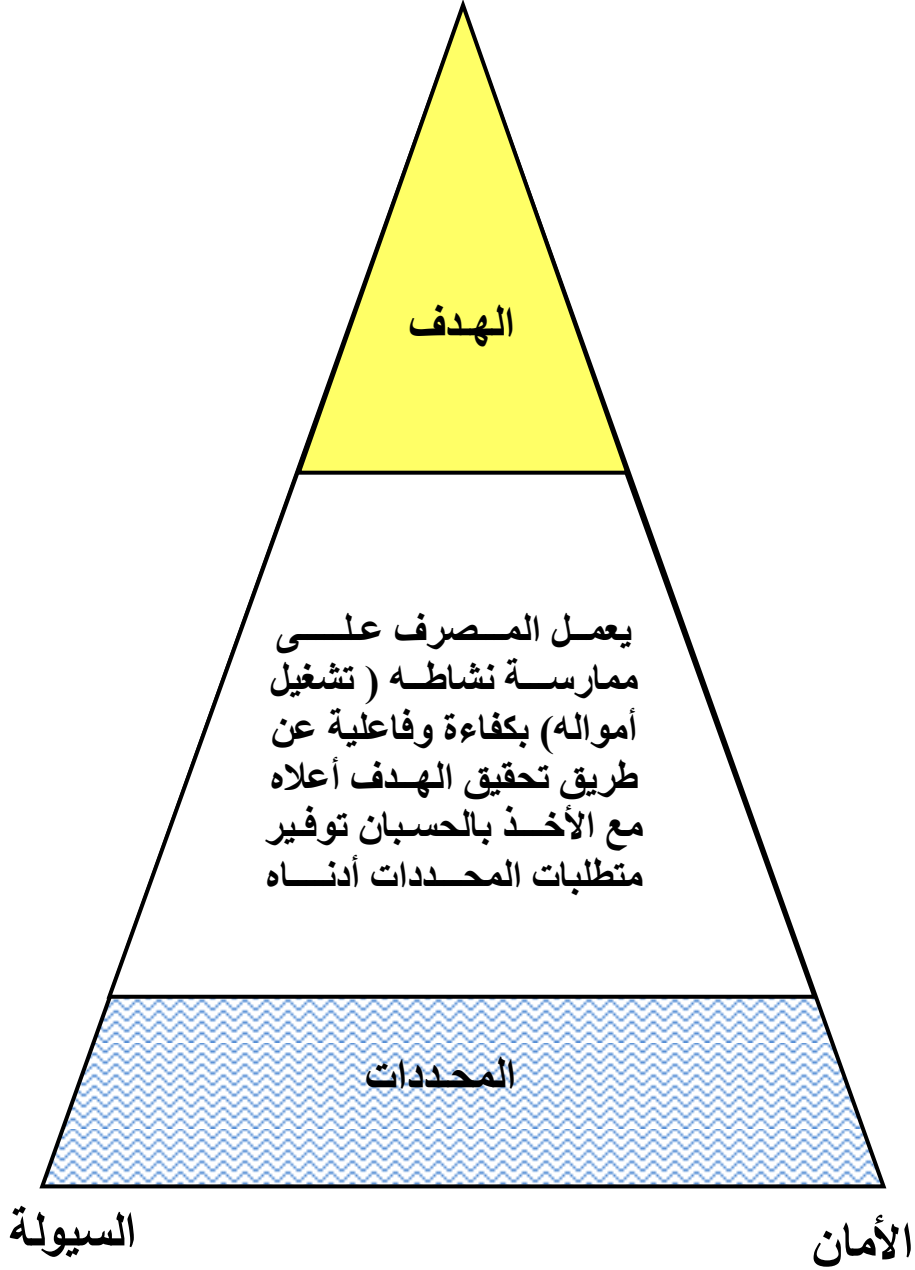 الهدف
يعمل المصرف على
ممارسة نشاطه ( تشغيل
أمواله) بكفاءة وفاعلية عن
طريق تحقيق الهدف أعلاه
مع الأخذ بالحسبان توفير
متطلبات المحددات أدناه
المحددات
الأمان
السيولة